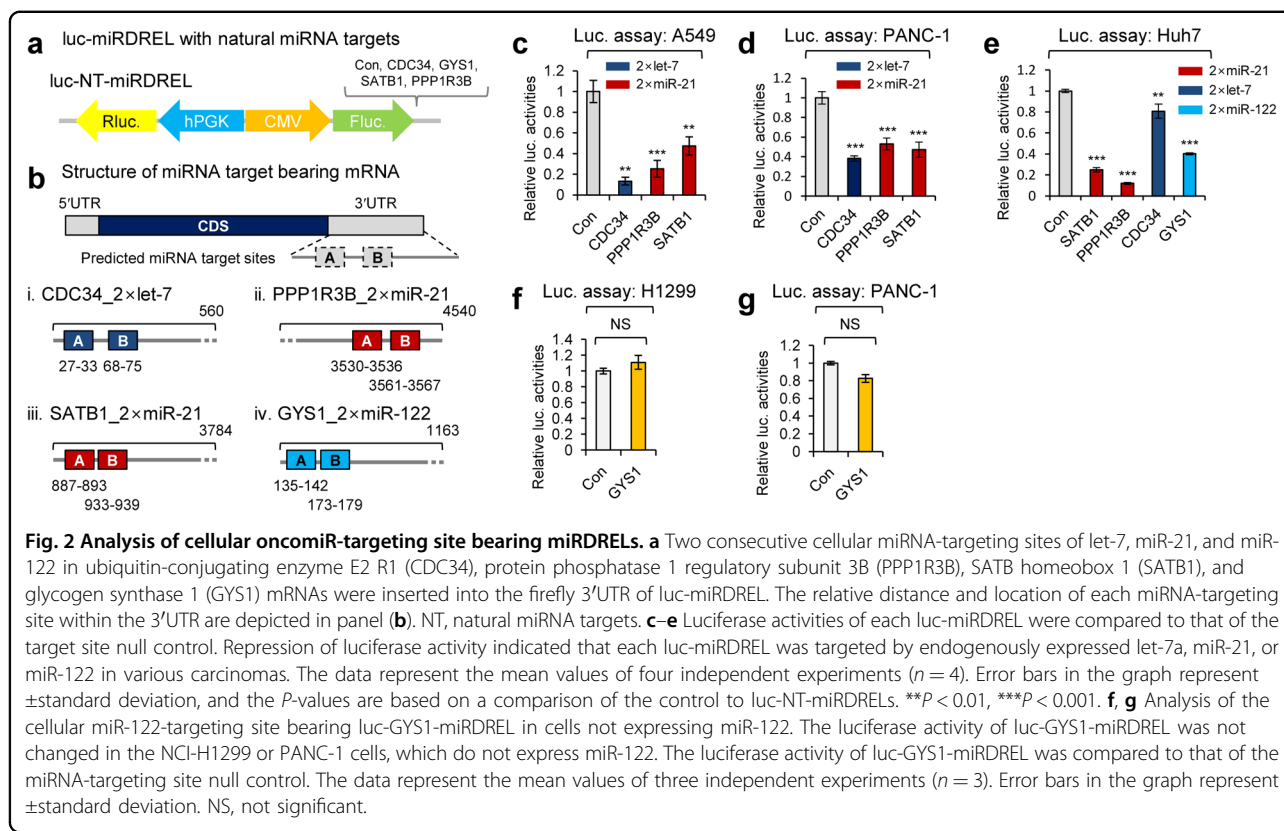 a luc-miRDREL with natural miRNA targets
luc-NT-miRDREL
Con, CDC34, GYS1,
SATB1, PPP1R3B
Rluc. hPGK CMV Fluc.
b Structure of miRNA target bearing mRNA
5'UTR 3'UTR
CDS
Predicted miRNA target sites A B
i. CDC34_2×let-7
560
A B
27-33 68-75
ii. PPP1R3B_2×miR-21
4540
A B
3530-3536
3561-3567
iii. SATB1_2×miR-21
3784
A B
887-893
933-939
iv. GYS1_2×miR-122
1163
A B
135-142
173-179
c Luc. assay: A549
Relative luc. activities
1.2
1
0.8
0.6
0.4
0.2
0
2×let-7
2×miR-21
** *** **
Con CDC34 PPP1R3B SATB1
d Luc. assay: PANC-1
Relative luc. activities
1.2
1
0.8
0.6
0.4
0.2
0
2×let-7
2×miR-21
*** *** ***
Con CDC34 PPP1R3B SATB1
e Luc. assay: Huh7
Relative luc. activities
1.2
1
0.8
0.6
0.4
0.2
0
2×miR-21
2×let-7
2×miR-122
*** *** ** ***
Con SATB1 PPP1R3B CDC34 GYS1
f Luc. assay: H1299
NS
Relative luc. activities
1.4
1.2
1
0.8
0.6
0.4
0.2
0
Con GYS1
g Luc. assay: PANC-1
NS
Relative luc. activities
1.2
1
0.8
0.6
0.4
0.2
0
Con GYS1
Fig. 2 Analysis of cellular oncomiR-targeting site bearing miRDRELs. a Two consecutive cellular miRNA-targeting sites of let-7, miR-21, and miR-
122 in ubiquitin-conjugating enzyme E2 R1 (CDC34), protein phosphatase 1 regulatory subunit 3B (PPP1R3B), SATB homeobox 1 (SATB1), and
glycogen synthase 1 (GYS1) mRNAs were inserted into the firefly 3'UTR of luc-miRDREL. The relative distance and location of each miRNA-targeting
site within the 3'UTR are depicted in panel (b). NT, natural miRNA targets. c–e Luciferase activities of each luc-miRDREL were compared to that of the
target site null control. Repression of luciferase activity indicated that each luc-miRDREL was targeted by endogenously expressed let-7a, miR-21, or
miR-122 in various carcinomas. The data represent the mean values of four independent experiments (n = 4). Error bars in the graph represent
±standard deviation, and the P-values are based on a comparison of the control to luc-NT-miRDRELs. **P < 0.01, ***P < 0.001. f, g Analysis of the
cellular miR-122-targeting site bearing luc-GYS1-miRDREL in cells not expressing miR-122. The luciferase activity of luc-GYS1-miRDREL was not
changed in the NCI-H1299 or PANC-1 cells, which do not express miR-122. The luciferase activity of luc-GYS1-miRDREL was compared to that of the
miRNA-targeting site null control. The data represent the mean values of three independent experiments (n = 3). Error bars in the graph represent
±standard deviation. NS, not significant.